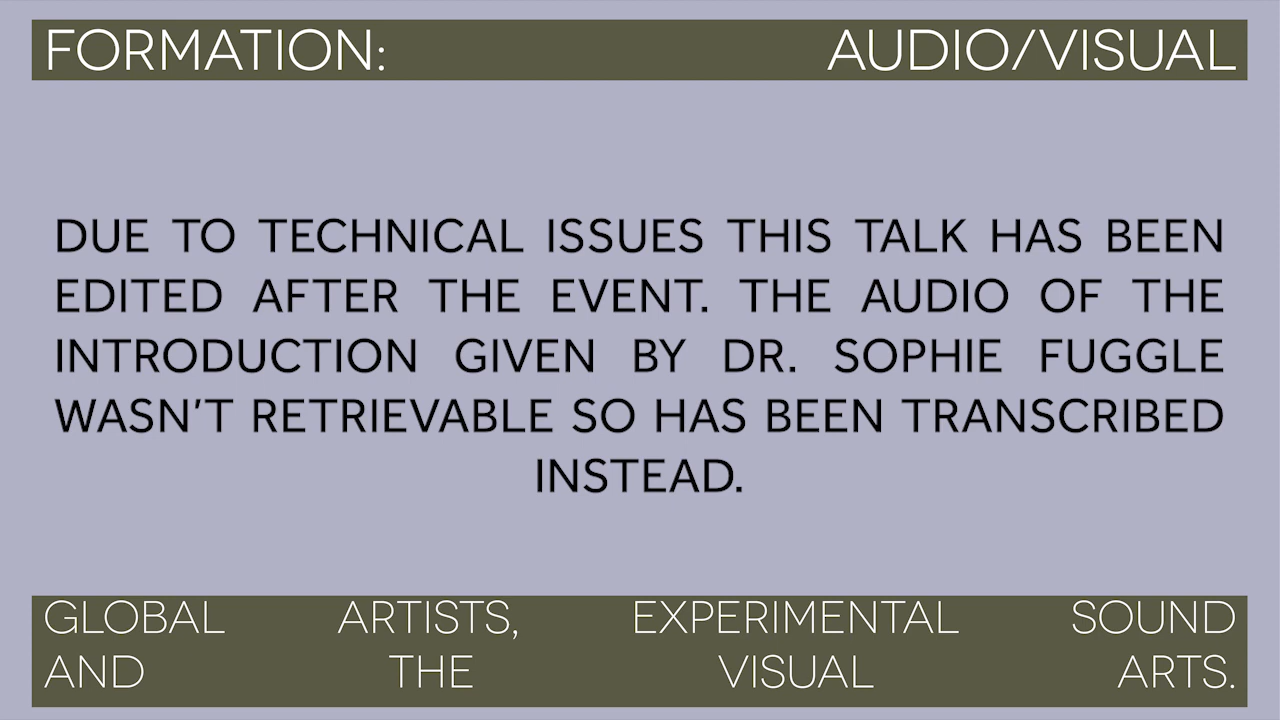 FORMATION: AUDIO/VISUAL
DUE TO TECHNICAL ISSUES THIS TALK HAS BEEN
EDITED AFTER THE EVENT. THE AUDIO OF THE
INTRODUCTION GIVEN BY DR. SOPHIE FUGGLE
WASN'T RETRIEVABLE SO HAS BEEN TRANSCRIBED
INSTEAD.
GLOBAL ARTISTS, EXPERIMENTAL SOUND
AND THE VISUAL ARTS.